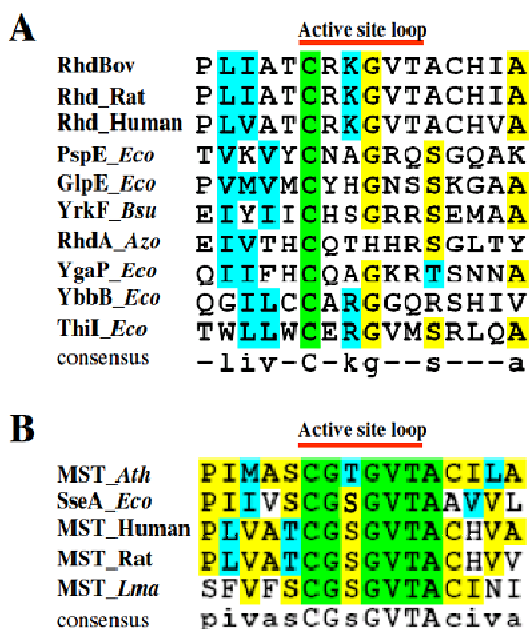 A
Active site loop
RhdBov PLIATCRKGVTACHIA
Rhd_Rat PLIATCRKGVTACHIA
Rhd_Human PLVATCRKGVTACHVA
PspE_Eco TVKVYCNAGRQSGQAK
GlpE_Eco PVMVMCYHGNSSKGAA
YrkF_Bsu EIYIICHSGRRSEMAA
RhdA_Azo EIVTHCQTHHRSGLTY
YgaP_Eco QIIFHCQAGKRTSNNA
YbbB_Eco QGILCCARGGQRSHIV
ThiI_Eco TWLLWCERGVMSRLQA
consensus -liv-C-kg--s---a
B
Active site loop
MST_Ath PIMASCGTGVTACILA
SseA_Eco PIIVSCGSGVTAAVVL
MST_Human PLVATCGSGVTACHVA
MST_Rat PLVATCGSGVTACHVV
MST_Lma SFVFSCGSGVTACINI
consensus pivasCGsGVTAciva